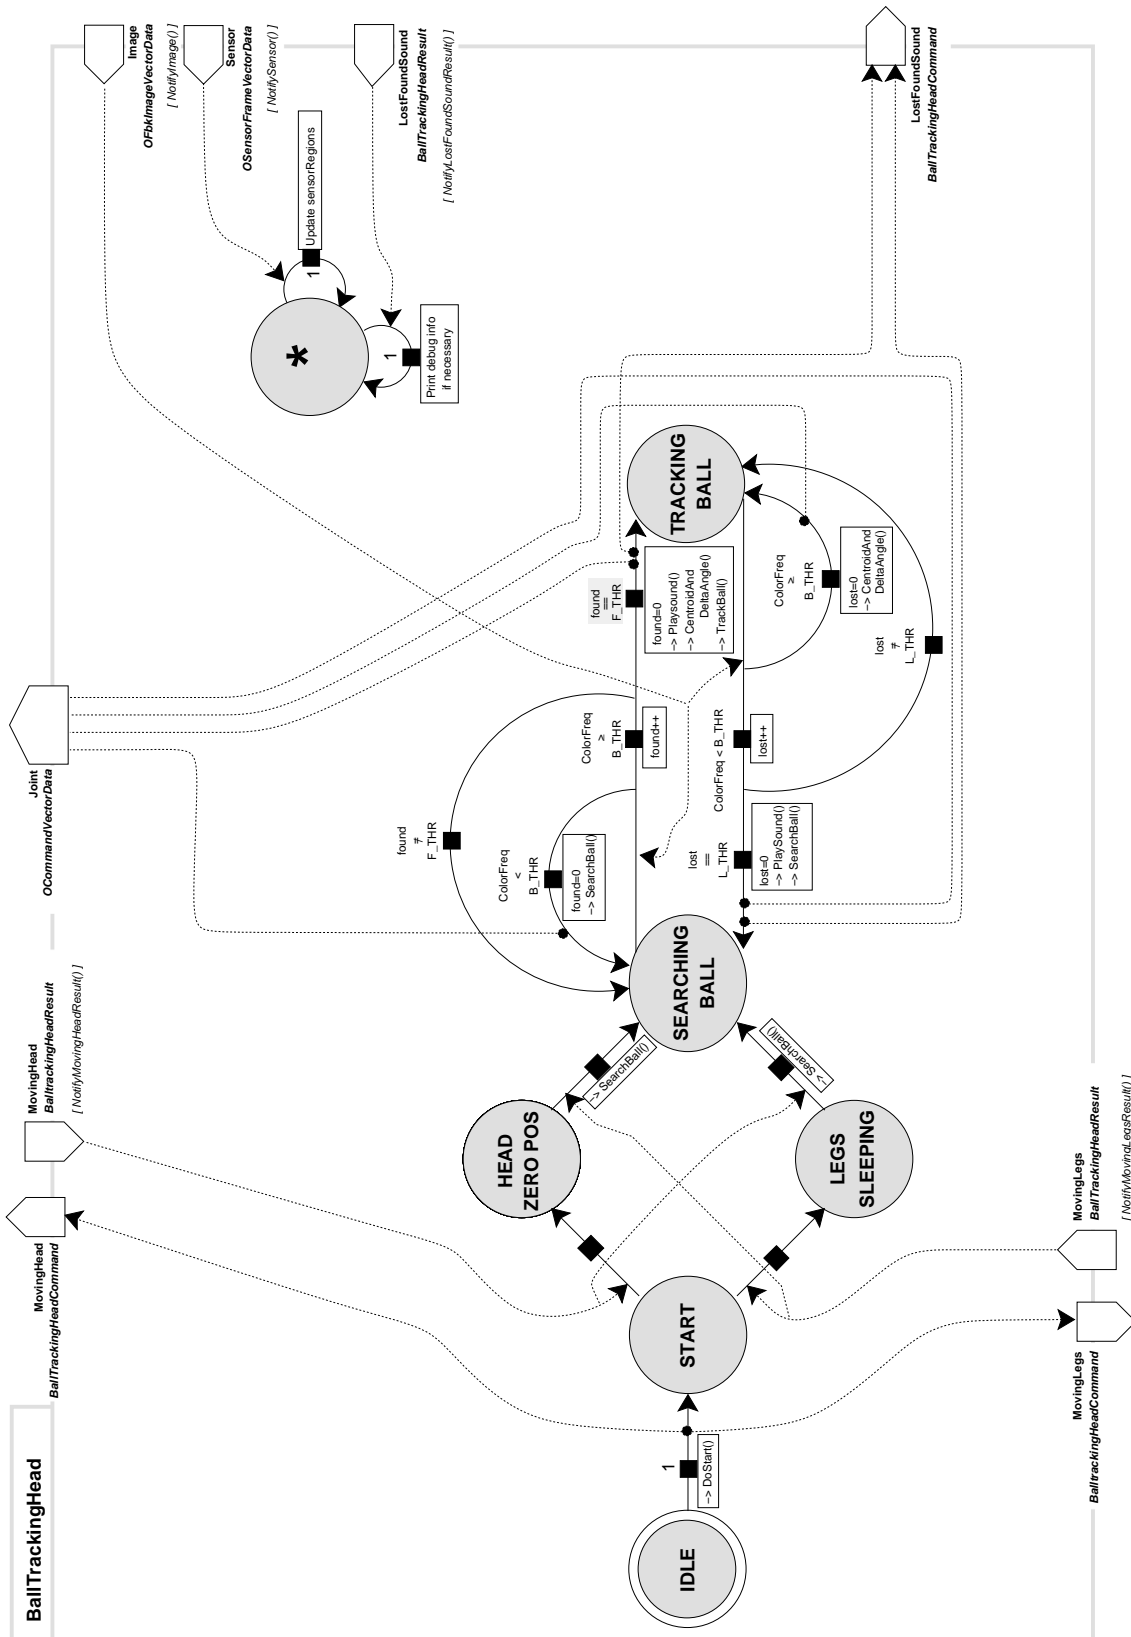 BallTrackingHead
MovingHead
BallTrackingHeadCommand
MovingHead
BalltrackingHeadResult
[ NotifyMovingHeadResult() ]
Joint
OCommandVectorData
Image
OFbkImageVectorData
[ NotifyImage() ]
Sensor
OSensorFrameVectorData
[ NotifySensor() ]
LostFoundSound
BallTrackingHeadResult
[ NotifyLostFoundSoundResult() ]
*
1
Update sensorRegions
1
Print debug info
if necessary
IDLE
1
−> DoStart()
START
HEAD
ZERO POS
−> SearchBall()
LEGS
SLEEPING
−> SearchBall()
SEARCHING
BALL
found
≠
F_THR
ColorFreq
<
B_THR
found=0
−> SearchBall()
ColorFreq
≥
B_THR
found++
found
==
F_THR
found=0
−> Playsound()
−> CentroidAnd
DeltaAngle()
−> TrackBall()
TRACKING
BALL
lost
==
L_THR
lost=0
−> PlaySound()
−> SearchBall()
ColorFreq < B_THR
lost++
ColorFreq
≥
B_THR
lost=0
−> CentroidAnd
DeltaAngle()
lost
≠
L_THR
MovingLegs
BalltrackingHeadCommand
MovingLegs
BallTrackingHeadResult
[ NotifyMovingLegsResult() ]
LostFoundSound
BallTrackingHeadCommand